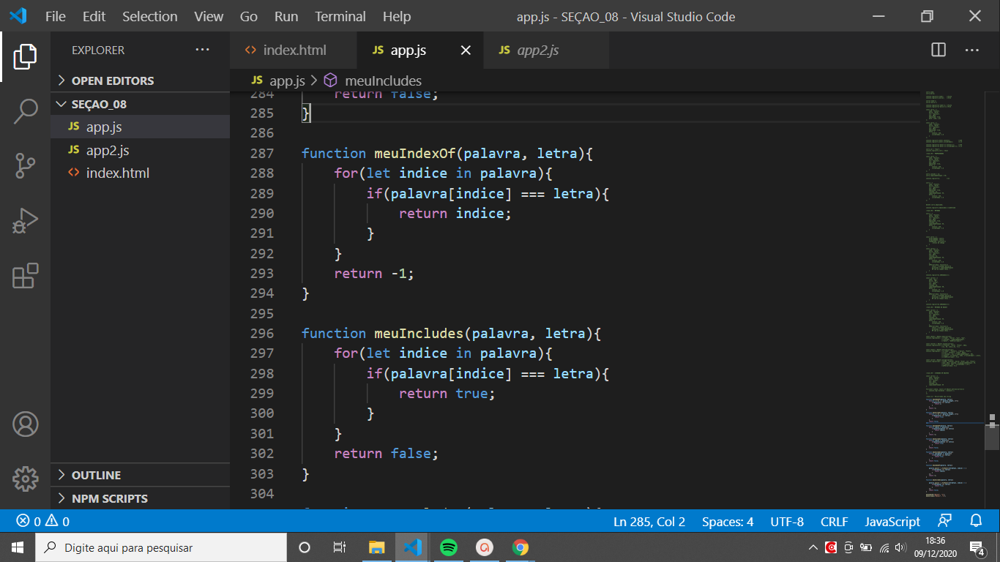 File Edit Selection View Go Run Terminal Help app.js - SEÇAO_08 - Visual Studio Code
EXPLORER ···
OPEN EDITORS
SEÇAO_08
JS app.js
JS app2.js
<> index.html
OUTLINE
NPM SCRIPTS
<> index.html JS app.js JS app2.js
JS app.js > meuIncludes
284 return false;
285 }
286
287 function meuIndexOf(palavra, letra){
288 for(let indice in palavra){
289 if(palavra[indice] === letra){
290 return indice;
291 }
292 }
293 return -1;
294 }
295
296 function meuIncludes(palavra, letra){
297 for(let indice in palavra){
298 if(palavra[indice] === letra){
299 return true;
300 }
301 }
302 return false;
303 }
304
0 0 Ln 285, Col 2 Spaces: 4 UTF-8 CRLF JavaScript
Digite aqui para pesquisar
18:36
09/12/2020
4